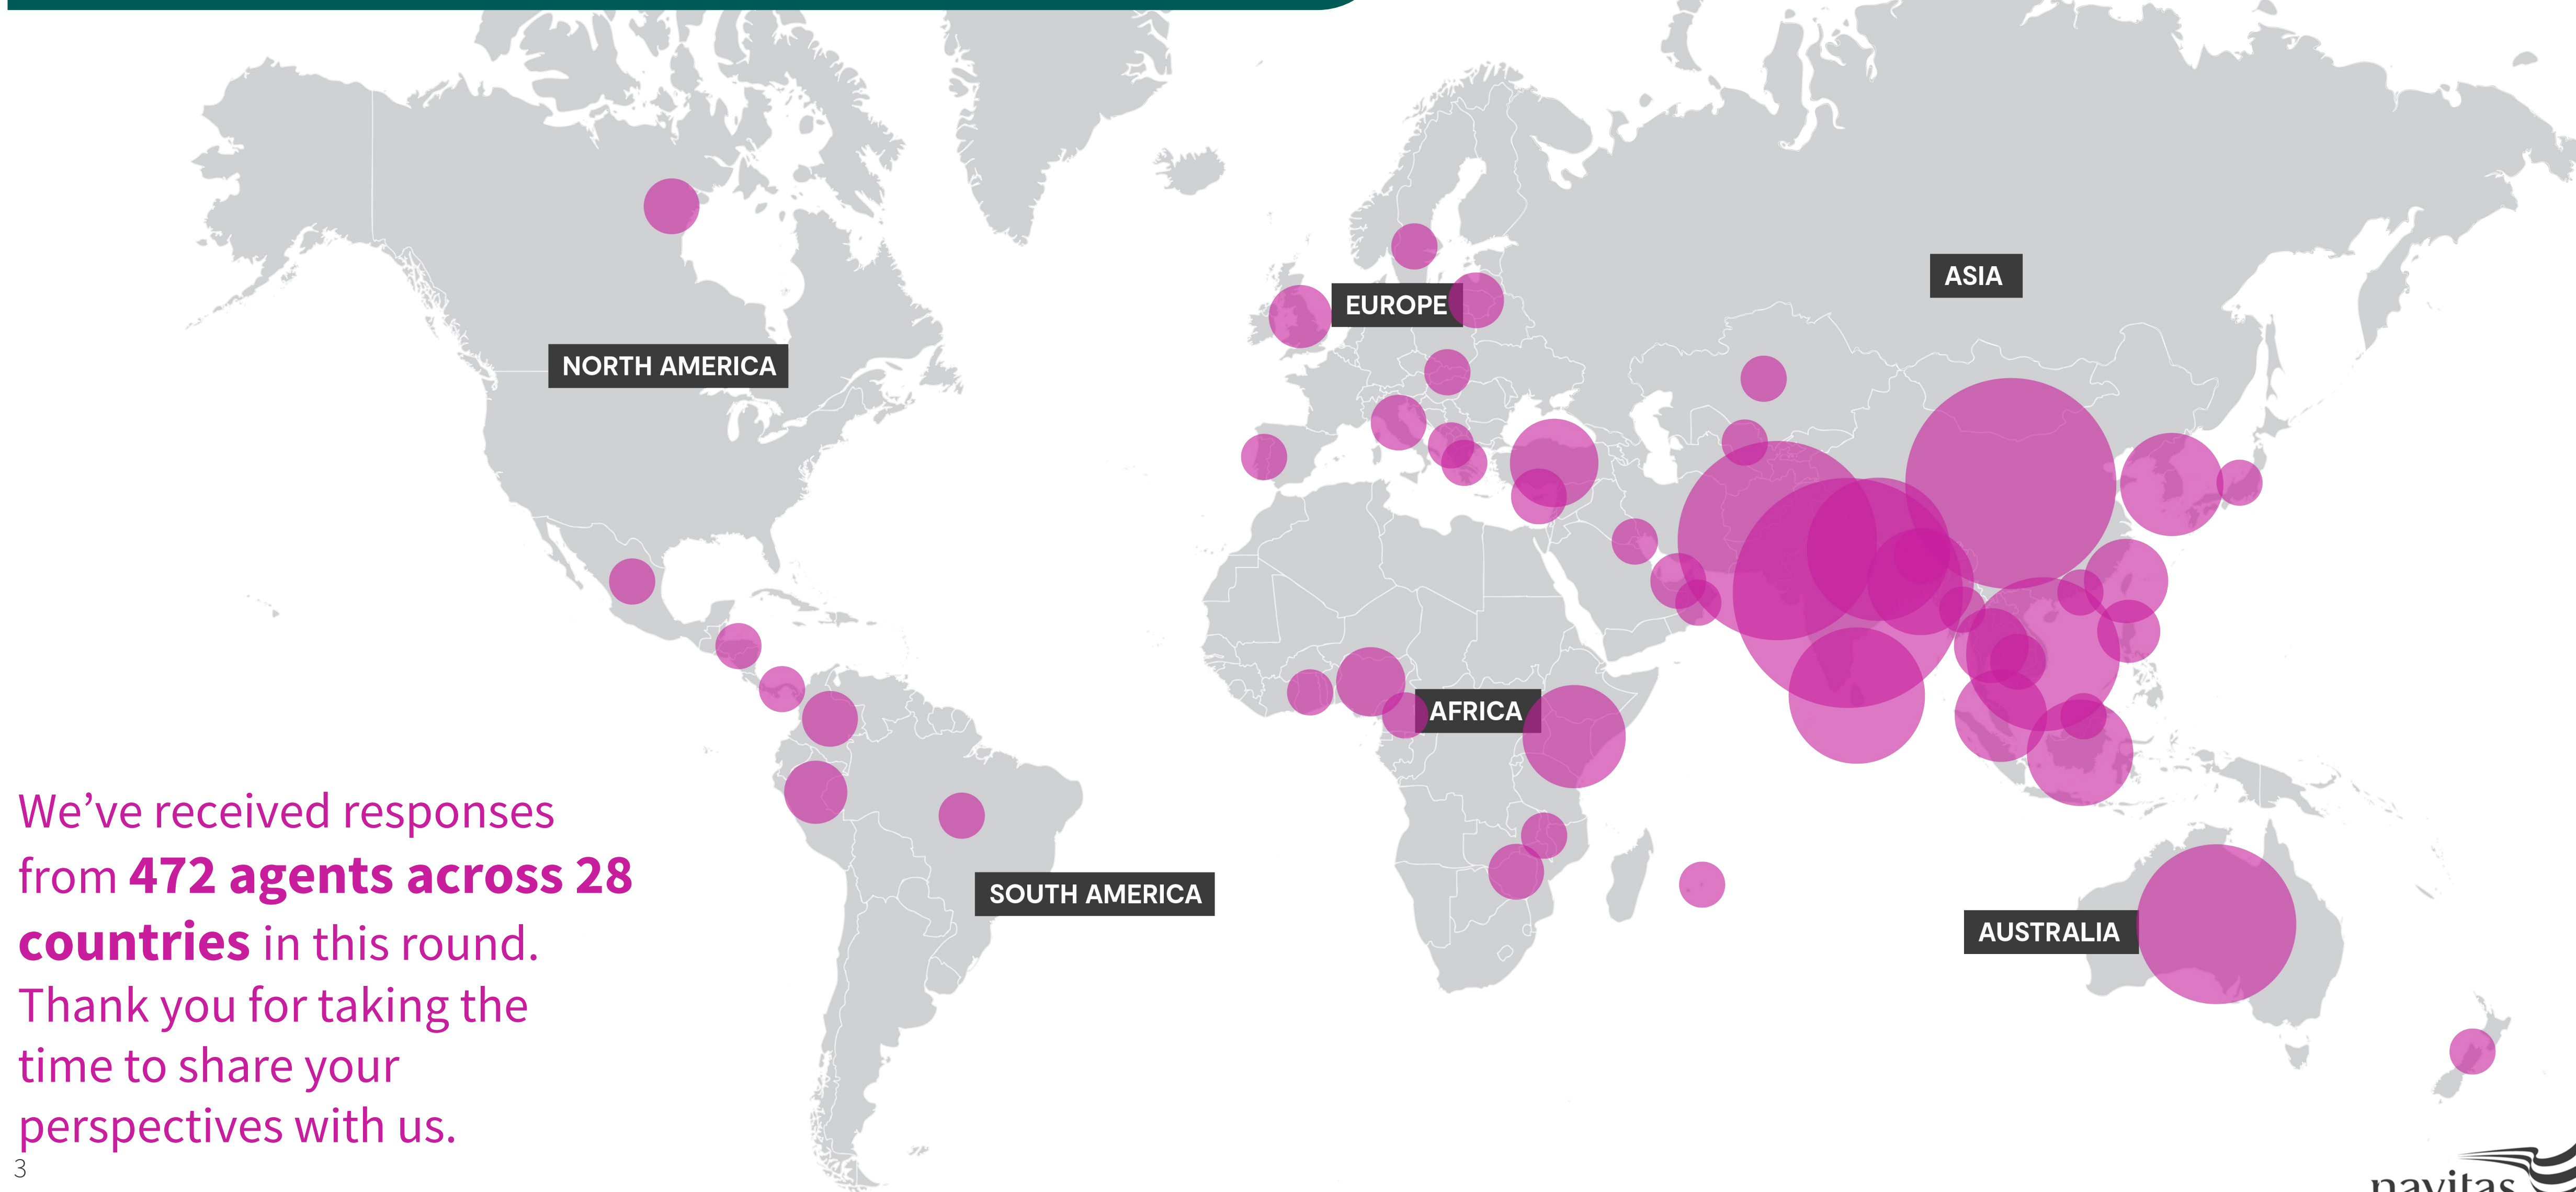 ASIA
EUROPE
NORTH AMERICA
AFRICA
We’ve received responses
from 472 agents across 28
countries in this round.
Thank you for taking the
time to share your
perspectives with us.
SOUTH AMERICA
AUSTRALIA
3
navitas